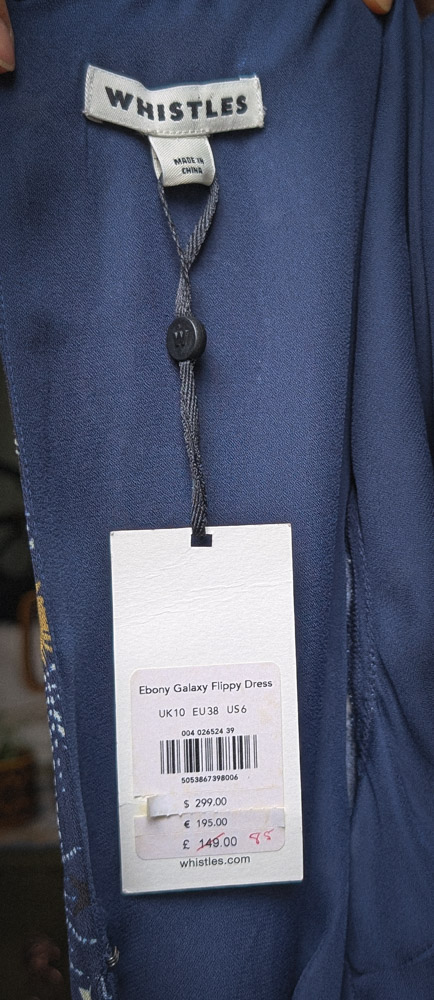 WHISTLES
MADE IN
CHINA
W
Ebony Galaxy Flippy Dress
UK10 EU38 US6
004 026524 39
5053867398006
$ 299.00
€ 195.00
£ 149.00 85
whistles.com